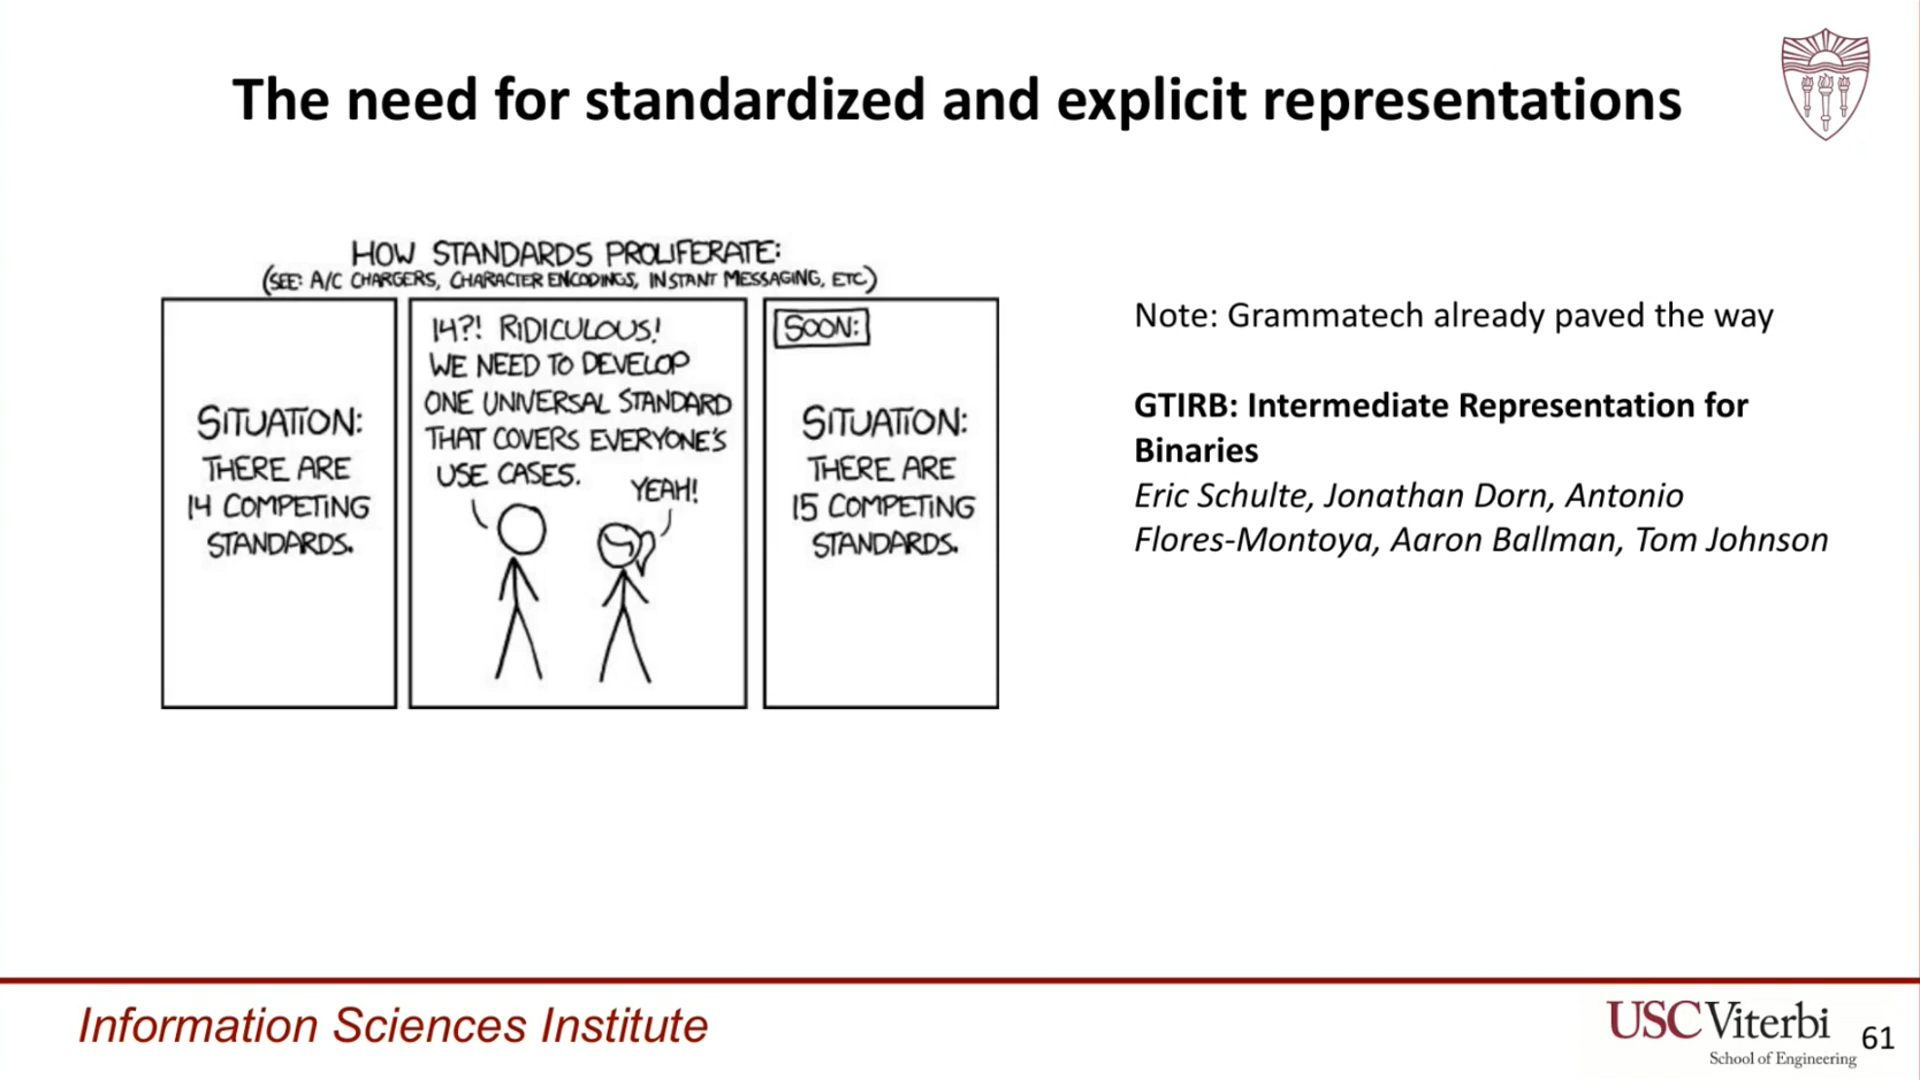 The need for standardized and explicit representations
HOW STANDARDS PROLIFERATE:
(SEE: A/C CHARGERS, CHARACTER ENCODINGS, INSTANT MESSAGING, ETC.)
SITUATION:
THERE ARE
14 COMPETING
STANDARDS.
14?! RIDICULOUS!
WE NEED TO DEVELOP
ONE UNIVERSAL STANDARD
THAT COVERS EVERYONE'S
USE CASES.
YEAH!
SOON:
SITUATION:
THERE ARE
15 COMPETING
STANDARDS.
Note: Grammatech already paved the way
GTIRB: Intermediate Representation for
Binaries
Eric Schulte, Jonathan Dorn, Antonio
Flores-Montoya, Aaron Ballman, Tom Johnson
Information Sciences Institute
USC Viterbi
School of Engineering
61